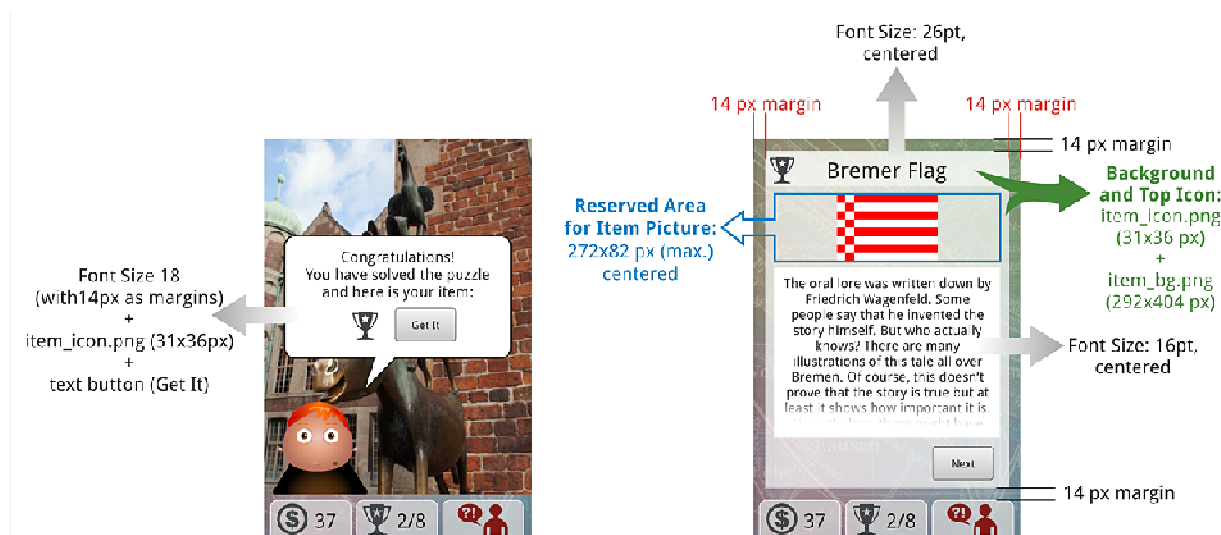 Font Size: 26pt,
centered
14 px margin
14 px margin
14 px margin
Bremer Flag
Background
and Top Icon:
item_icon.png
(31x36 px)
+
item_bg.png
(292x404 px)
Reserved Area
for Item Picture:
272x82 px (max.)
centered
Congratulations!
You have solved the puzzle
and here is your item:
Get It
Font Size 18
(with14px as margins)
+
item_icon.png (31x36px)
+
text button (Get It)
The oral lore was written down by
Friedrich Wagenfeld. Some
people say that he invented the
story himself. But who actually
knows? There are many
illustrations of this tale all over
Bremen. Of course, this doesn't
prove that the story is true but at
least it shows how important it is.
there might have
Font Size: 16pt,
centered
Next
14 px margin
$ 37
2/8
?!
$ 37
2/8
?!